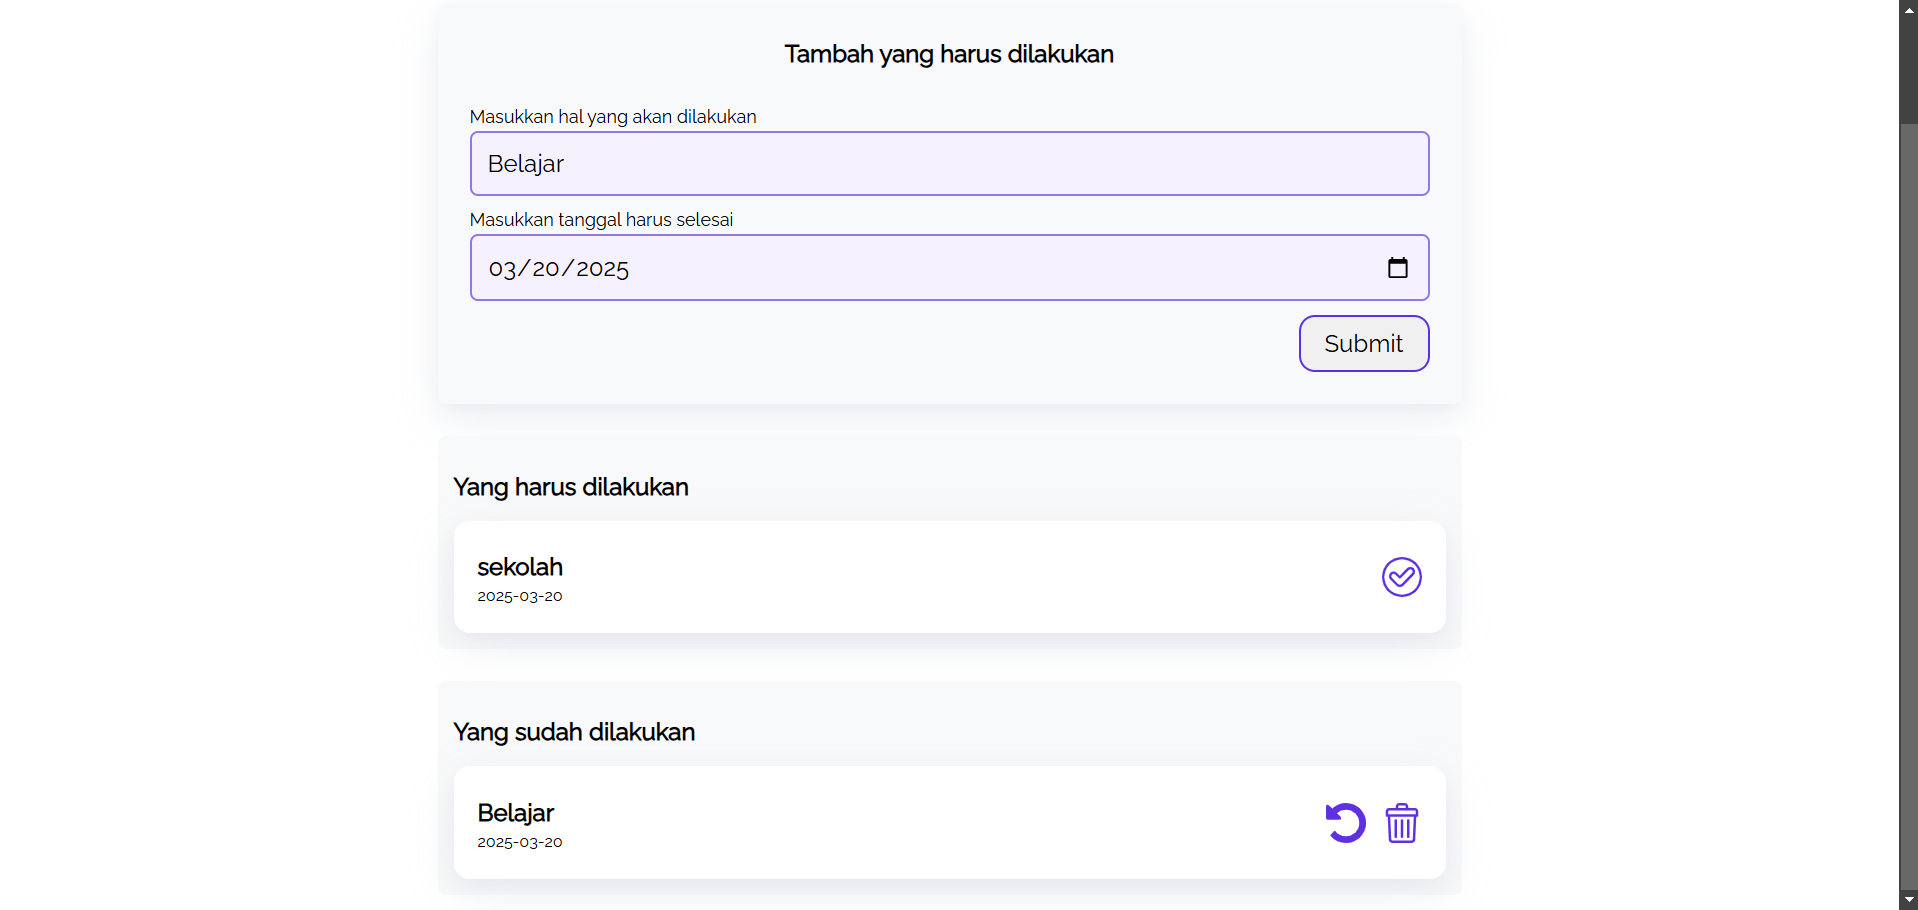 Tambah yang harus dilakukan
Masukkan hal yang akan dilakukan
Belajar
Masukkan tanggal harus selesai
03/20/2025
Submit
Yang harus dilakukan
sekolah
2025-03-20
Yang sudah dilakukan
Belajar
2025-03-20